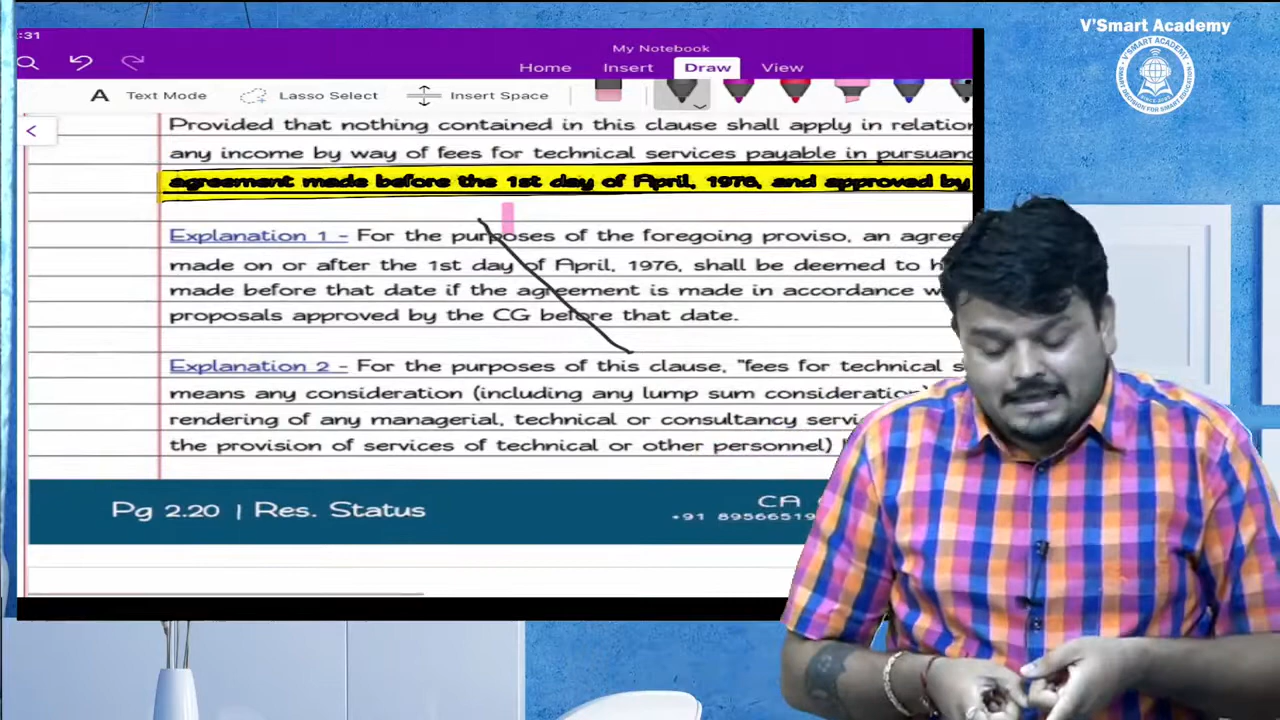 V'Smart Academy
:31
My Notebook
Home Insert Draw View
A Text Mode Lasso Select Insert Space
Provided that nothing contained in this clause shall apply in relation
any income by way of fees for technical services payable in pursuanc
agreement made before the 1st day of April, 1976, and approved by
Explanation 1 - For the purposes of the foregoing proviso, an agre
made on or after the 1st day of April, 1976, shall be deemed to h
made before that date if the agreement is made in accordance w
proposals approved by the CG before that date.
Explanation 2 - For the purposes of this clause, "fees for technical s
means any consideration (including any lump sum consideration)
rendering of any managerial, technical or consultancy servi
the provision of services of technical or other personnel)
Pg 2.20 | Res. Status
CA
+91 89566519